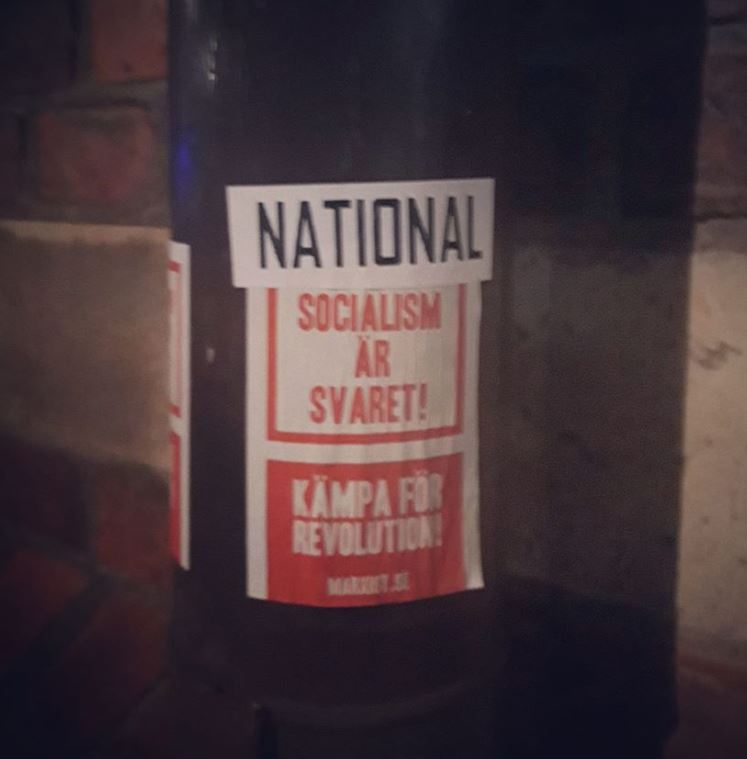 NATIONAL
SOCIALISM
ÄR
SVARET!
KÄMPA FÖR
REVOLUTION!
MARXIST.SE